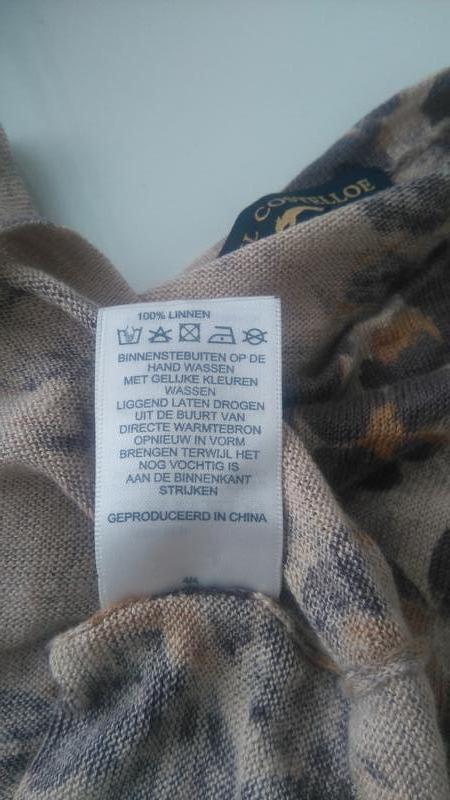 COSTELLOE
100% LINNEN
BINNENSTEBUITEN OP DE
HAND WASSEN
MET GELIJKE KLEUREN
WASSEN
LIGGEND LATEN DROGEN
UIT DE BUURT VAN
DIRECTE WARMTEBRON
OPNIEUW IN VORM
BRENGEN TERWIJL HET
NOG VOCHTIG IS
AAN DE BINNENKANT
STRIJKEN
GEPRODUCEERD IN CHINA